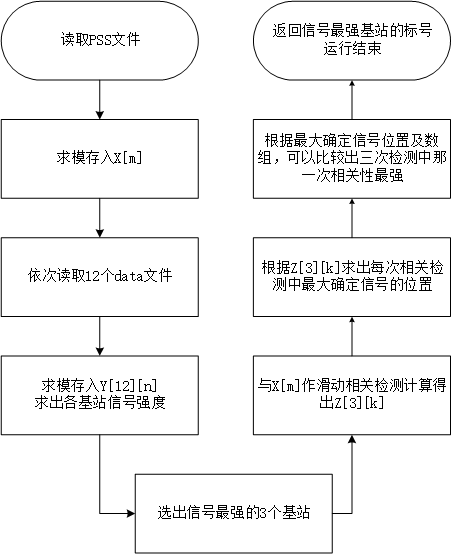 读取PSS文件
求模存入X[m]
依次读取12个data文件
求模存入Y[12][n]
求出各基站信号强度
选出信号最强的3个基站
与X[m]作滑动相关检测计算得
出Z[3][k]
根据Z[3][k]求出每次相关检
测中最大确定信号的位置
根据最大确定信号位置及数
组，可以比较出三次检测中那
一次相关性最强
返回信号最强基站的标号
运行结束